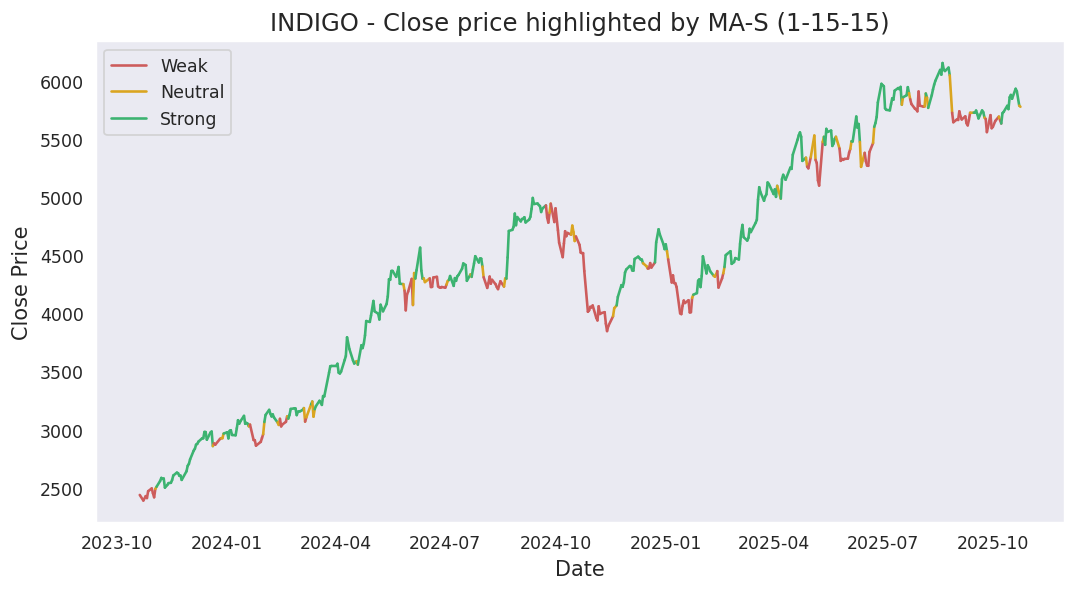 INDIGO - Close price highlighted by MA-S (1-15-15)
Weak
Neutral
Strong
Close Price
6000
5500
5000
4500
4000
3500
3000
2500
2023-10 2024-01 2024-04 2024-07 2024-10 2025-01 2025-04 2025-07 2025-10
Date